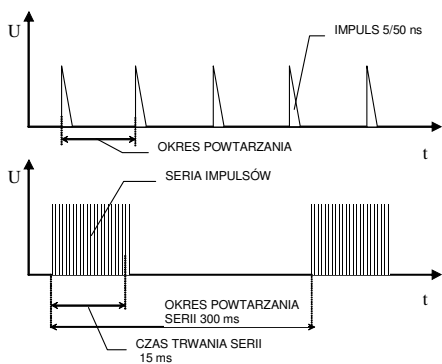 U
IMPULS 5/50 ns
OKRES POWTARZANIA
t
U
SERIA IMPULSÓW
t
OKRES POWTARZANIA
SERII 300 ms
CZAS TRWANIA SERII
15 ms